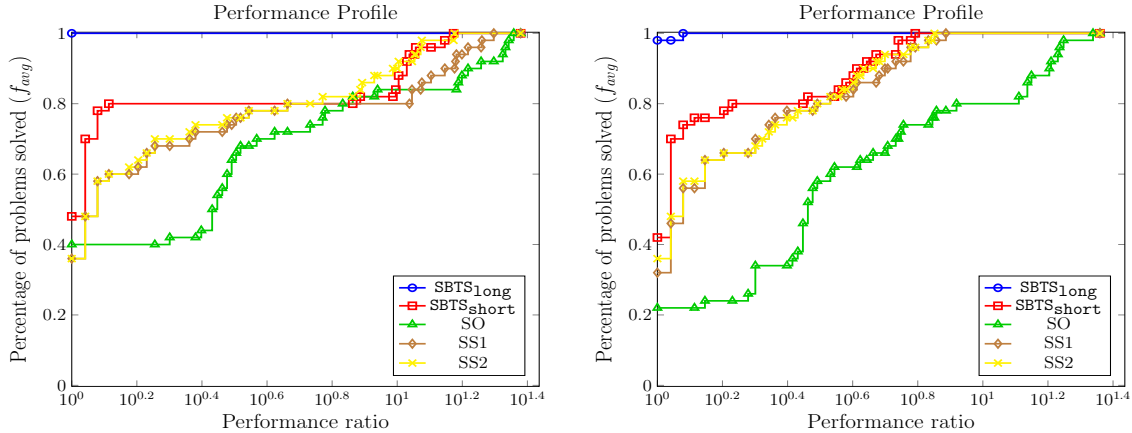 Performance Profile
Percentage of problems solved (f_avg)
1
0.8
0.6
0.4
0.2
0
10^0 10^0.2 10^0.4 10^0.6 10^0.8 10^1 10^1.2 10^1.4
Performance ratio
SBTS_long
SBTS_short
SO
SS1
SS2
Performance Profile
Percentage of problems solved (f_avg)
1
0.8
0.6
0.4
0.2
0
10^0 10^0.2 10^0.4 10^0.6 10^0.8 10^1 10^1.2 10^1.4
Performance ratio
SBTS_long
SBTS_short
SO
SS1
SS2